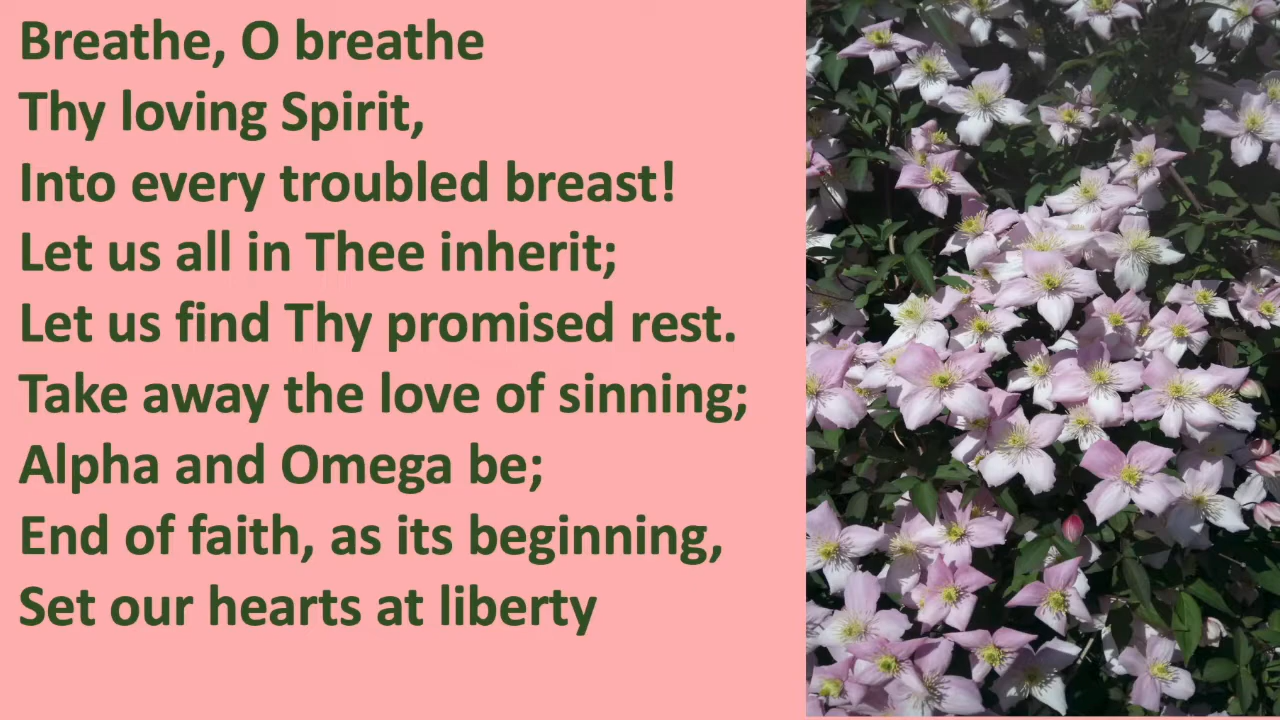 Breathe, O breathe
Thy loving Spirit,
Into every troubled breast!
Let us all in Thee inherit;
Let us find Thy promised rest.
Take away the love of sinning;
Alpha and Omega be;
End of faith, as its beginning,
Set our hearts at liberty